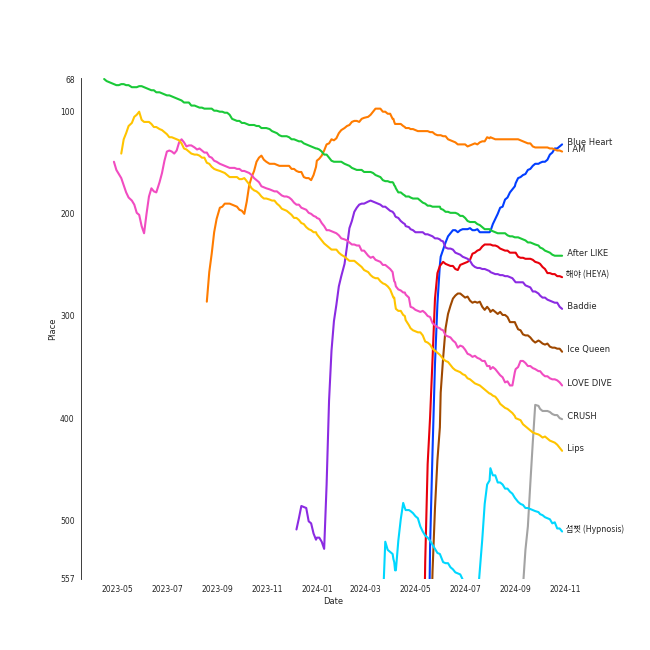 68
100
200
300
400
500
557
Place
2023-05
2023-07
2023-09
2023-11
2024-01
2024-03
2024-05
2024-07
2024-09
2024-11
Date
Blue Heart
I AM
After LIKE
해야 (HEYA)
Baddie
Ice Queen
LOVE DIVE
CRUSH
Lips
섬찟 (Hypnosis)